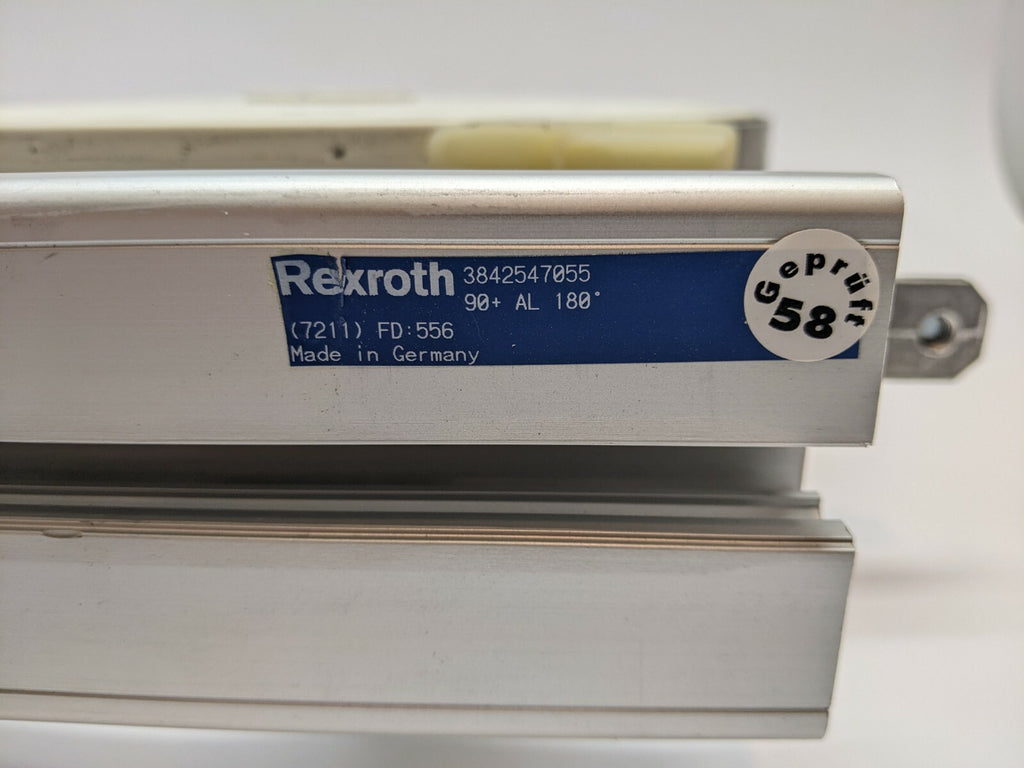 Rexroth 3842547055
90+ AL 180°
(7211) FD:556
Made in Germany
Geprüft
58